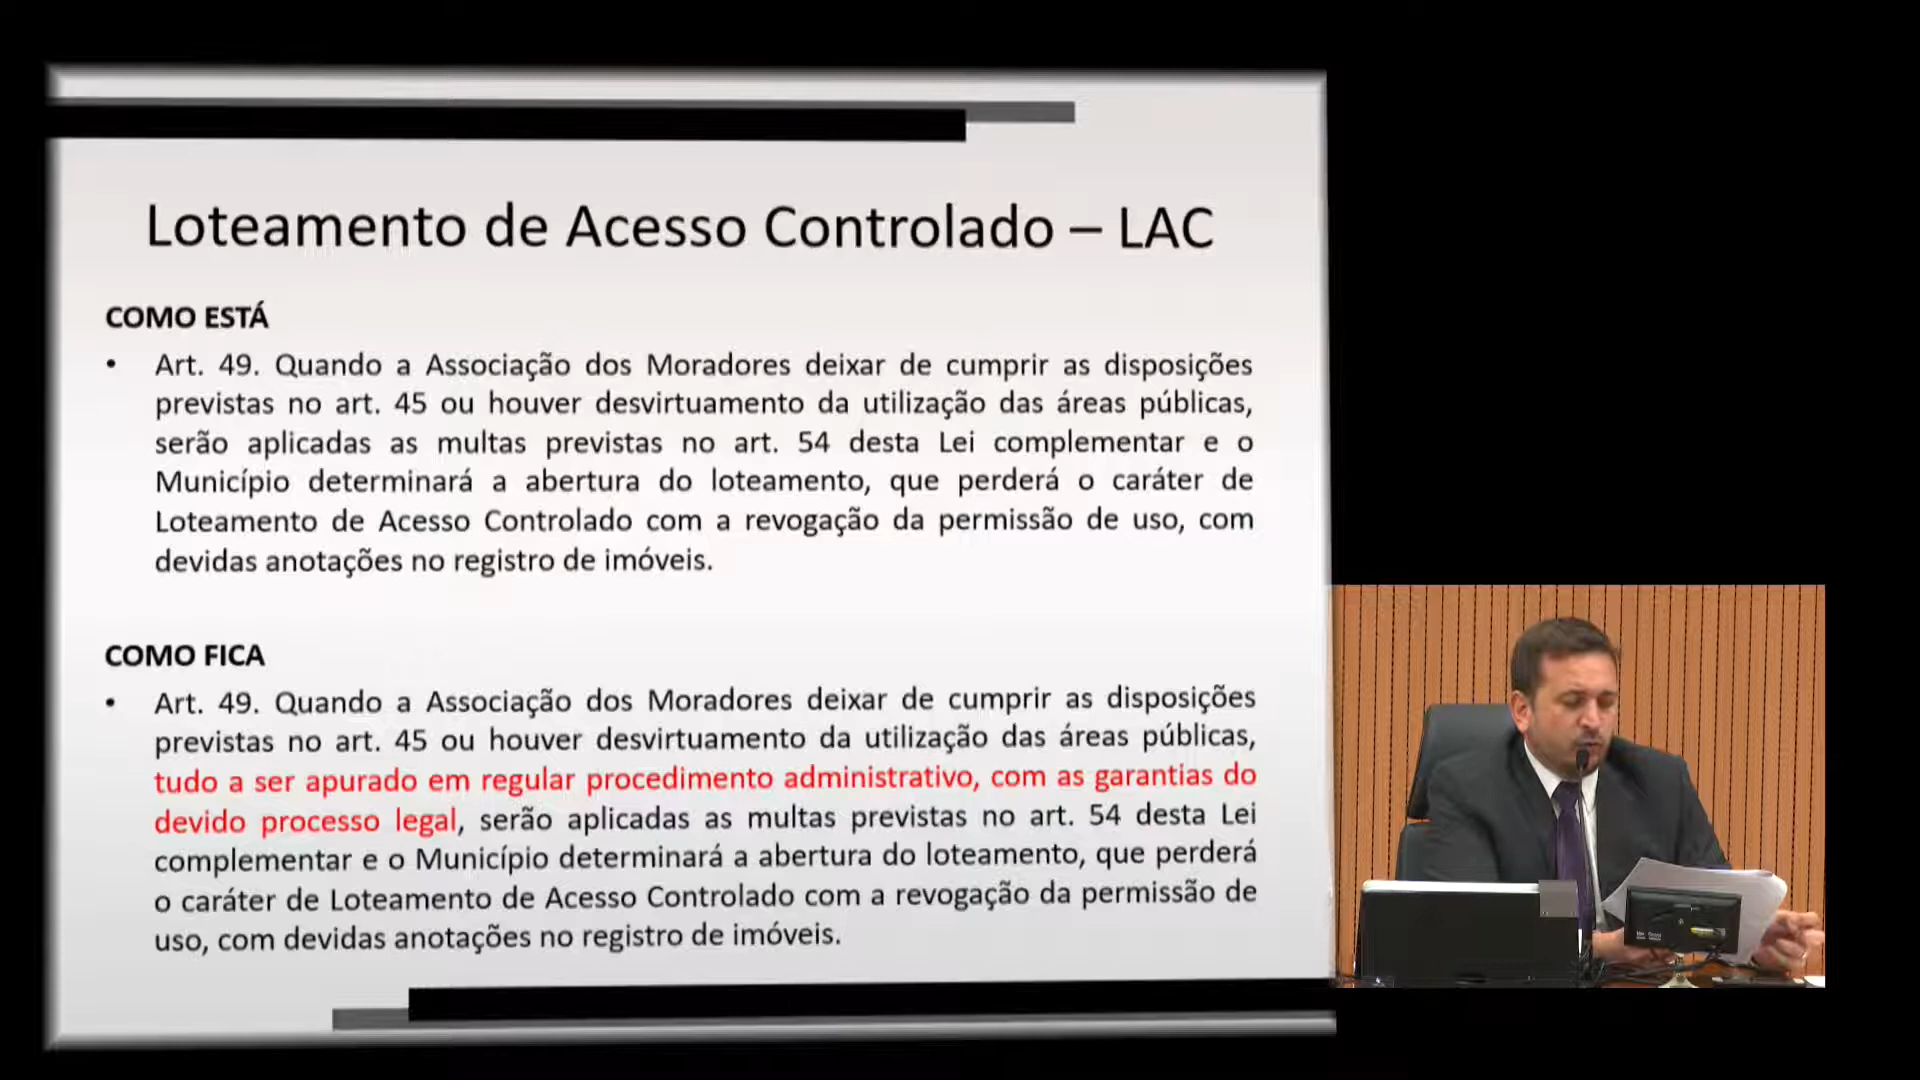 Loteamento de Acesso Controlado – LAC
COMO ESTÁ
• Art. 49. Quando a Associação dos Moradores deixar de cumprir as disposições
previstas no art. 45 ou houver desvirtuamento da utilização das áreas públicas,
serão aplicadas as multas previstas no art. 54 desta Lei complementar e o
Município determinará a abertura do loteamento, que perderá o caráter de
Loteamento de Acesso Controlado com a revogação da permissão de uso, com
devidas anotações no registro de imóveis.
COMO FICA
• Art. 49. Quando a Associação dos Moradores deixar de cumprir as disposições
previstas no art. 45 ou houver desvirtuamento da utilização das áreas públicas,
tudo a ser apurado em regular procedimento administrativo, com as garantias do
devido processo legal, serão aplicadas as multas previstas no art. 54 desta Lei
complementar e o Município determinará a abertura do loteamento, que perderá
o caráter de Loteamento de Acesso Controlado com a revogação da permissão de
uso, com devidas anotações no registro de imóveis.